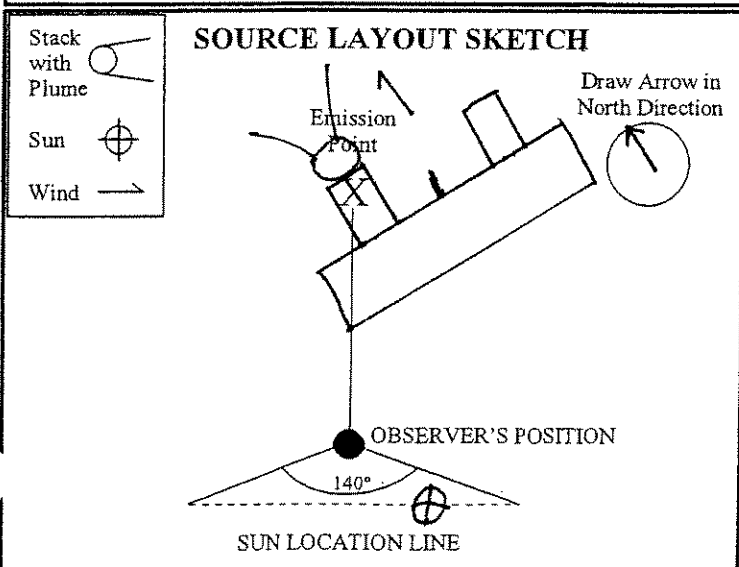 Stack
with
Plume
Sun
Wind
SOURCE LAYOUT SKETCH
Draw Arrow in
North Direction
Emission
Point
X
OBSERVER'S POSITION
140°
SUN LOCATION LINE